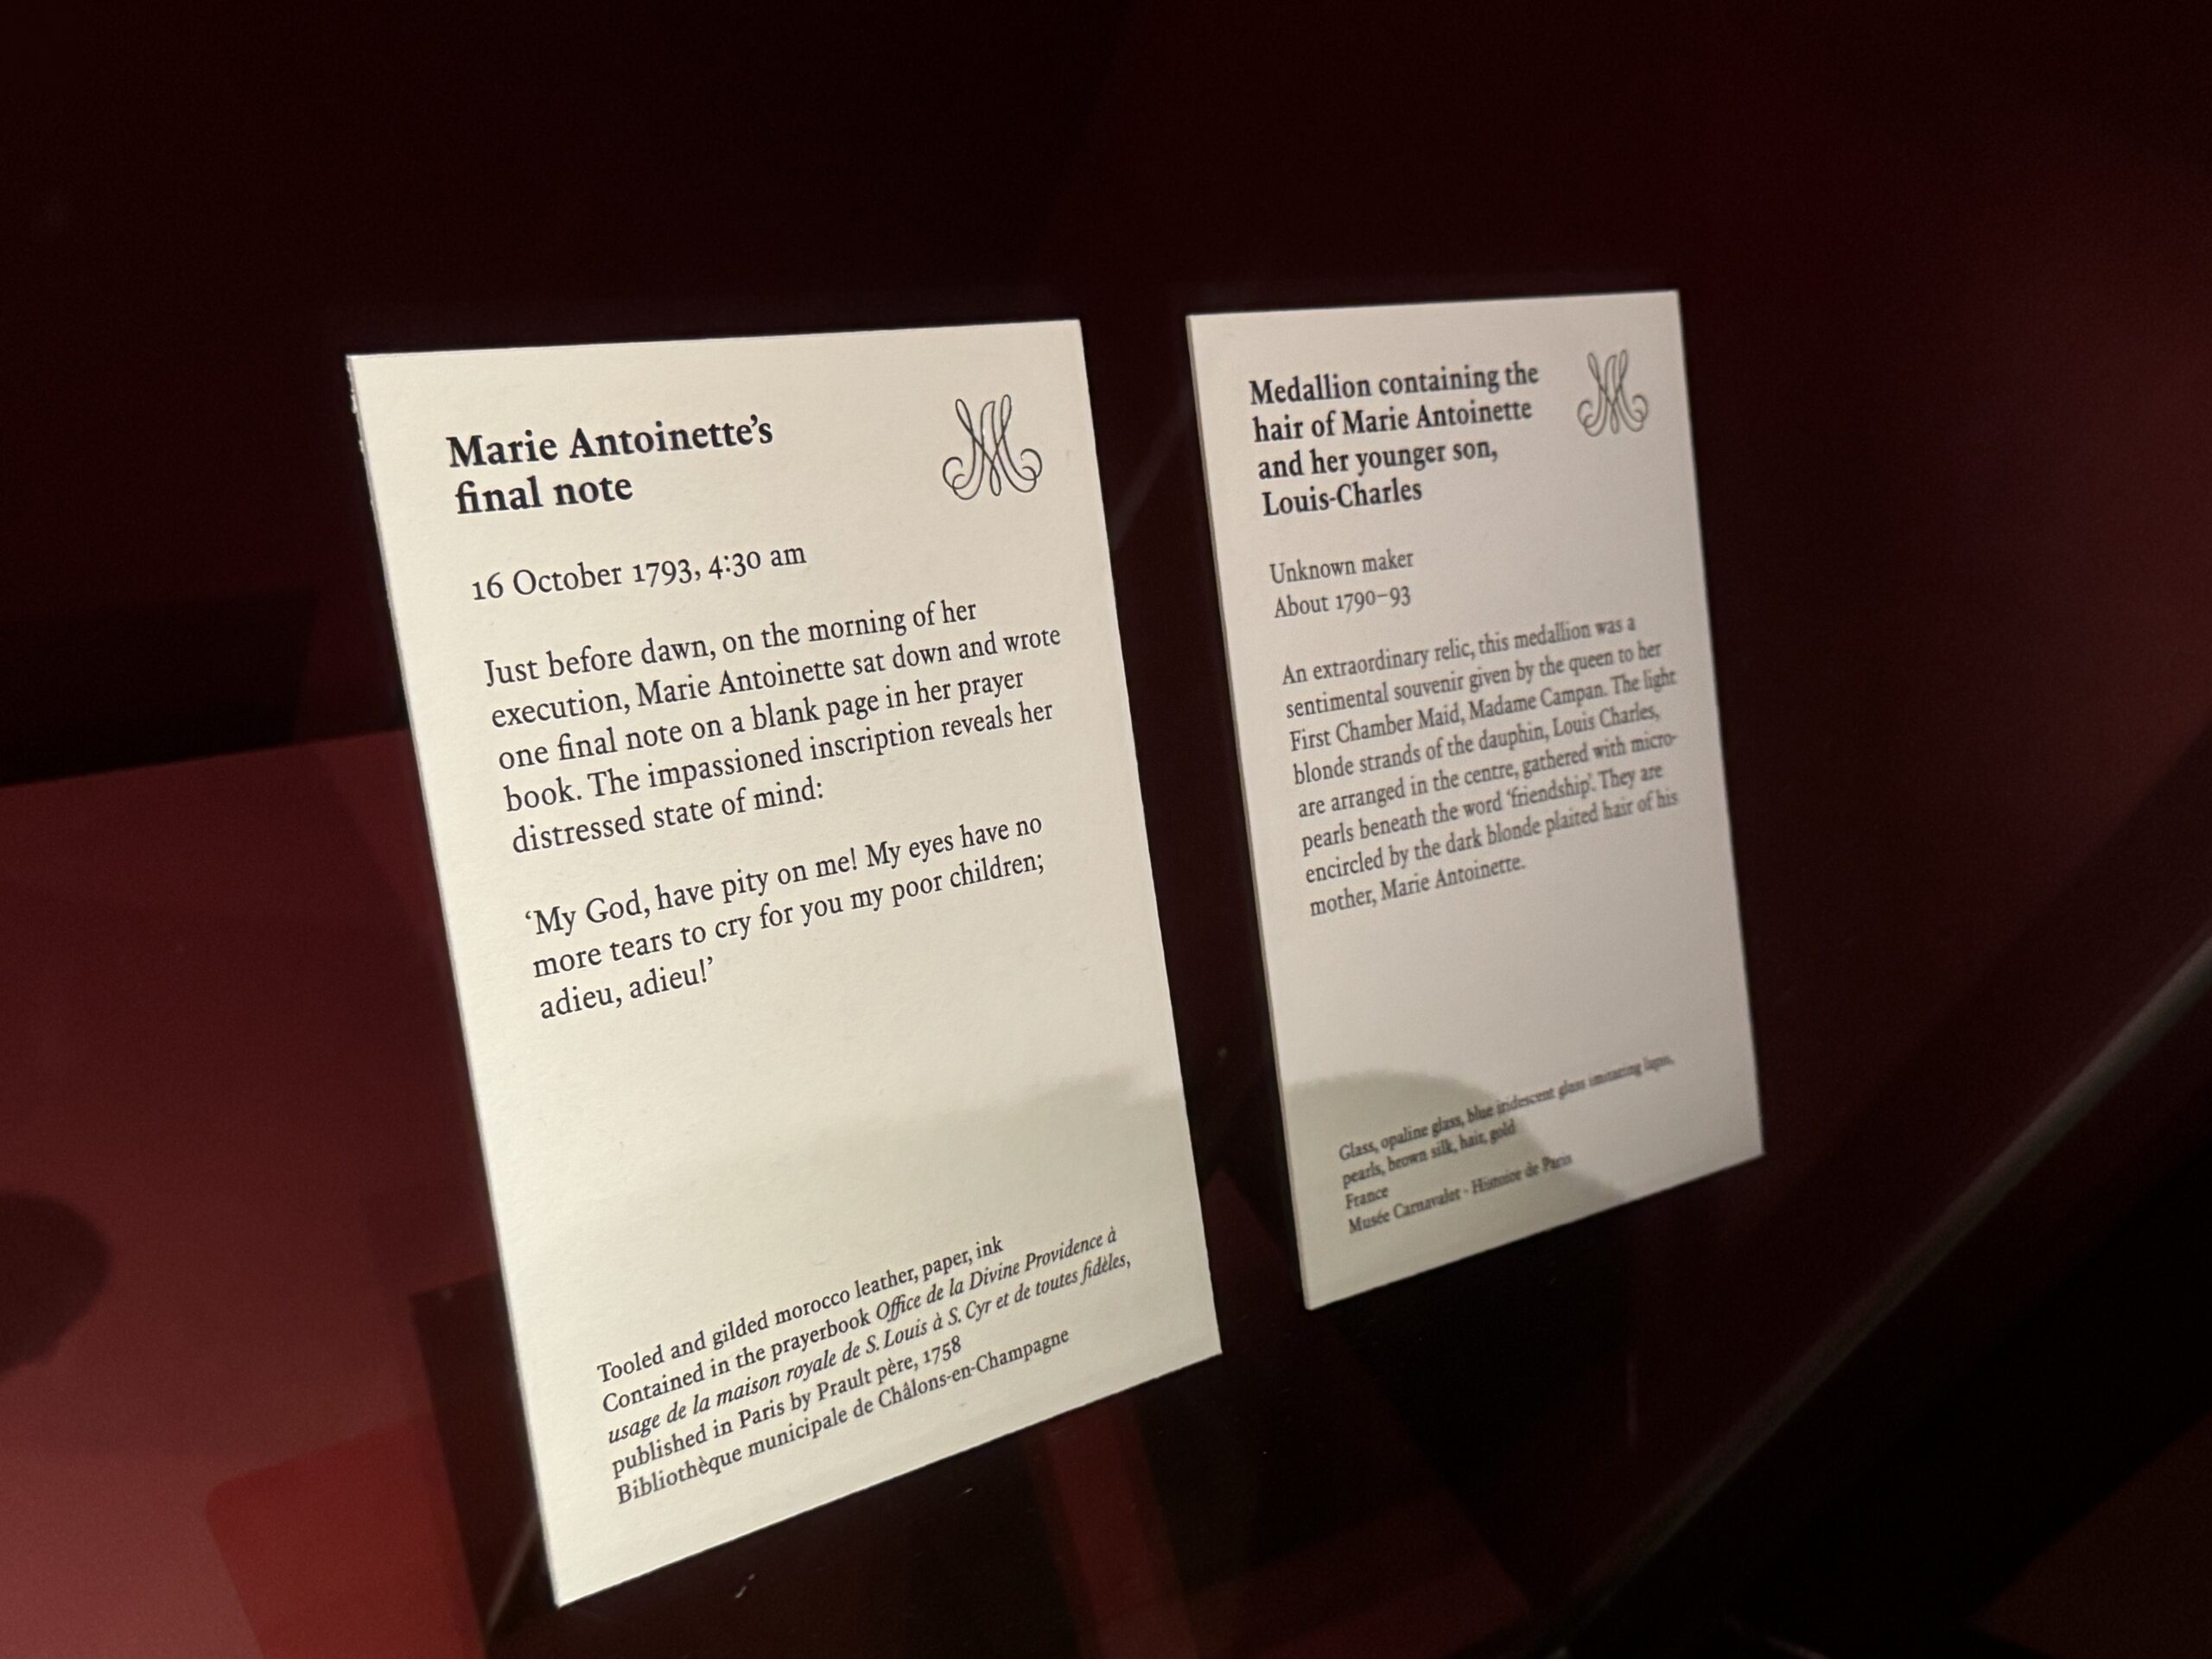 Marie Antoinette’s
final note
16 October 1793, 4:30 am
Just before dawn, on the morning of her
execution, Marie Antoinette sat down and wrote
one final note on a blank page in her prayer
book. The impassioned inscription reveals her
distressed state of mind:
‘My God, have pity on me! My eyes have no
more tears to cry for you my poor children;
adieu, adieu!’
Tooled and gilded morocco leather, paper, ink
Contained in the prayerbook Office de la Divine Providence à
usage de la maison royale de S. Louis à S. Cyr et de toutes fidèles,
published in Paris by Prault père, 1758
Bibliothèque municipale de Châlons-en-Champagne
Medallion containing the
hair of Marie Antoinette
and her younger son,
Louis-Charles
Unknown maker
About 1790–93
An extraordinary relic, this medallion was a
sentimental souvenir given by the queen to her
First Chamber Maid, Madame Campan. The light
blonde strands of the dauphin, Louis Charles,
are arranged in the centre, gathered with micro-
pearls beneath the word ‘friendship’. They are
encircled by the dark blonde plaited hair of his
mother, Marie Antoinette.
Glass, opaline glass, blue iridescent glass imitating lapis,
pearls, brown silk, hair, gold
France
Musée Carnavalet - Histoire de Paris